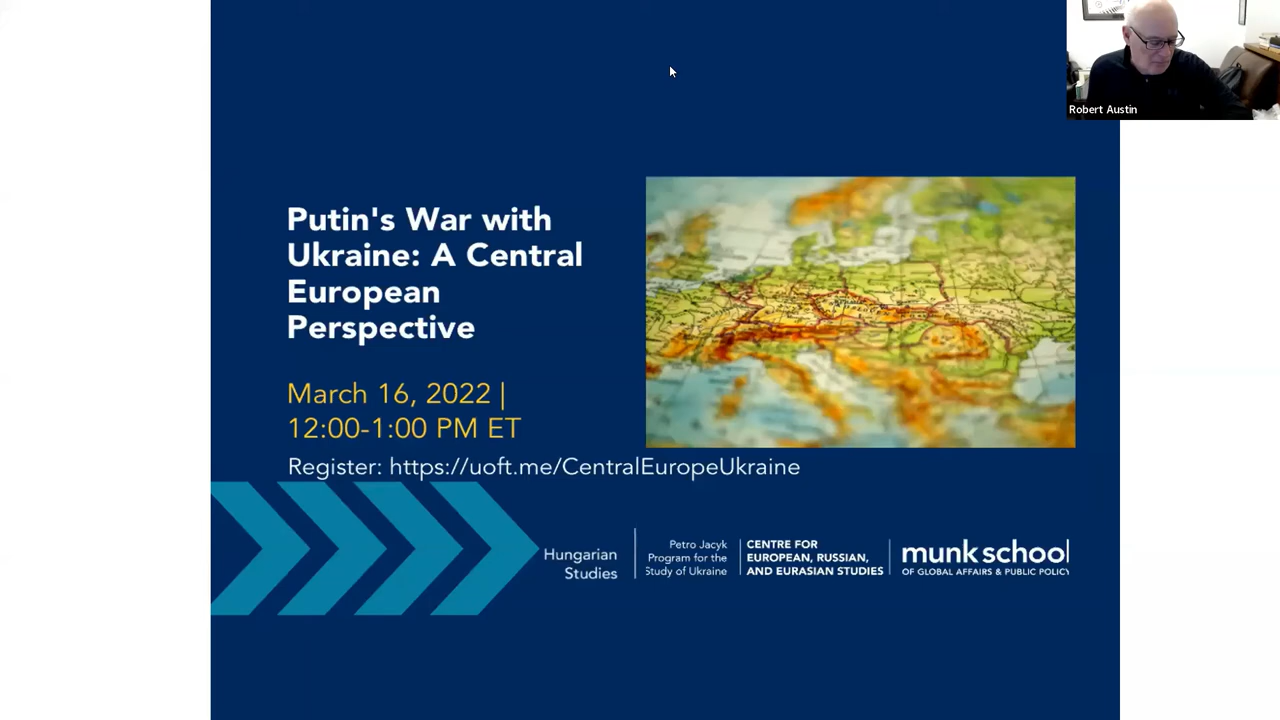 Robert Austin
Putin's War with
Ukraine: A Central
European
Perspective
March 16, 2022 |
12:00-1:00 PM ET
Register: https://uoft.me/CentralEuropeUkraine
Hungarian
Studies
Petro Jacyk
Program for the
Study of Ukraine
CENTRE FOR
EUROPEAN, RUSSIAN,
AND EURASIAN STUDIES
munk school
OF GLOBAL AFFAIRS & PUBLIC POLICY